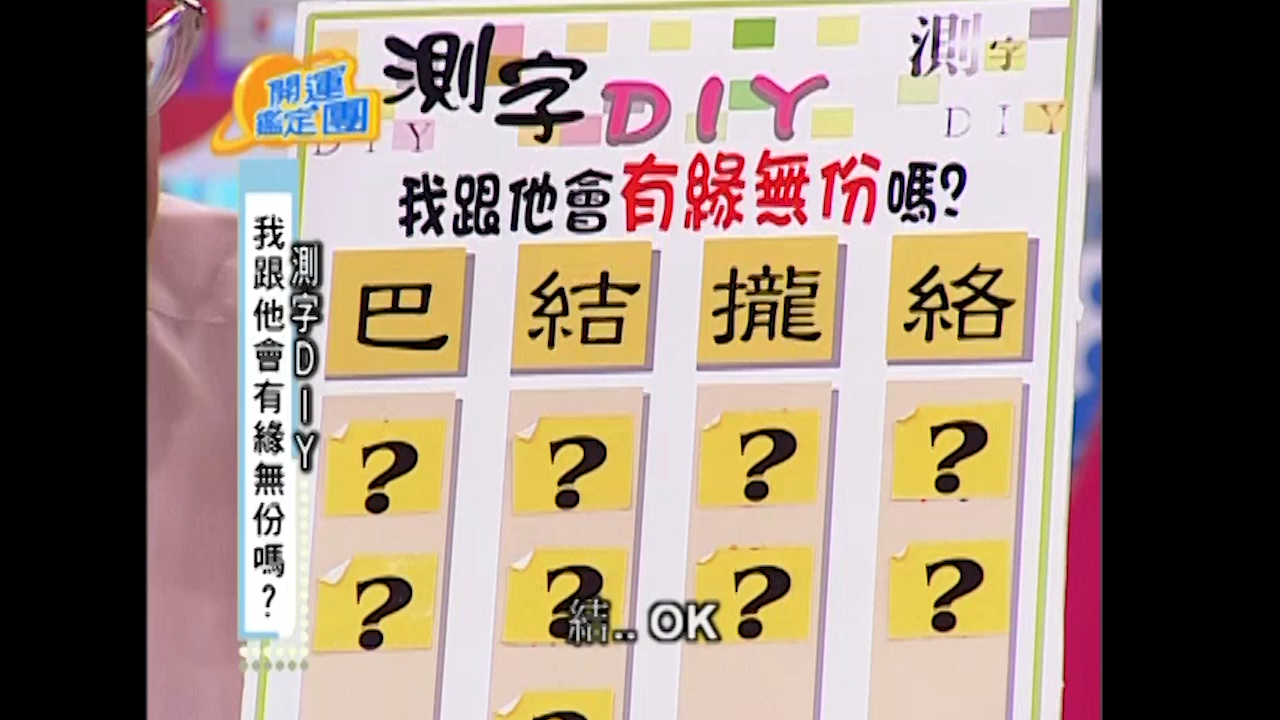 測字DIY
測字
DIY
開運
鑑定團
DIY
我跟他會有緣無份嗎?
測字DIY
我跟他會有緣無份嗎?
巴 結 攏 絡
? ? ? ?
? ? ? ?
?
結.. OK